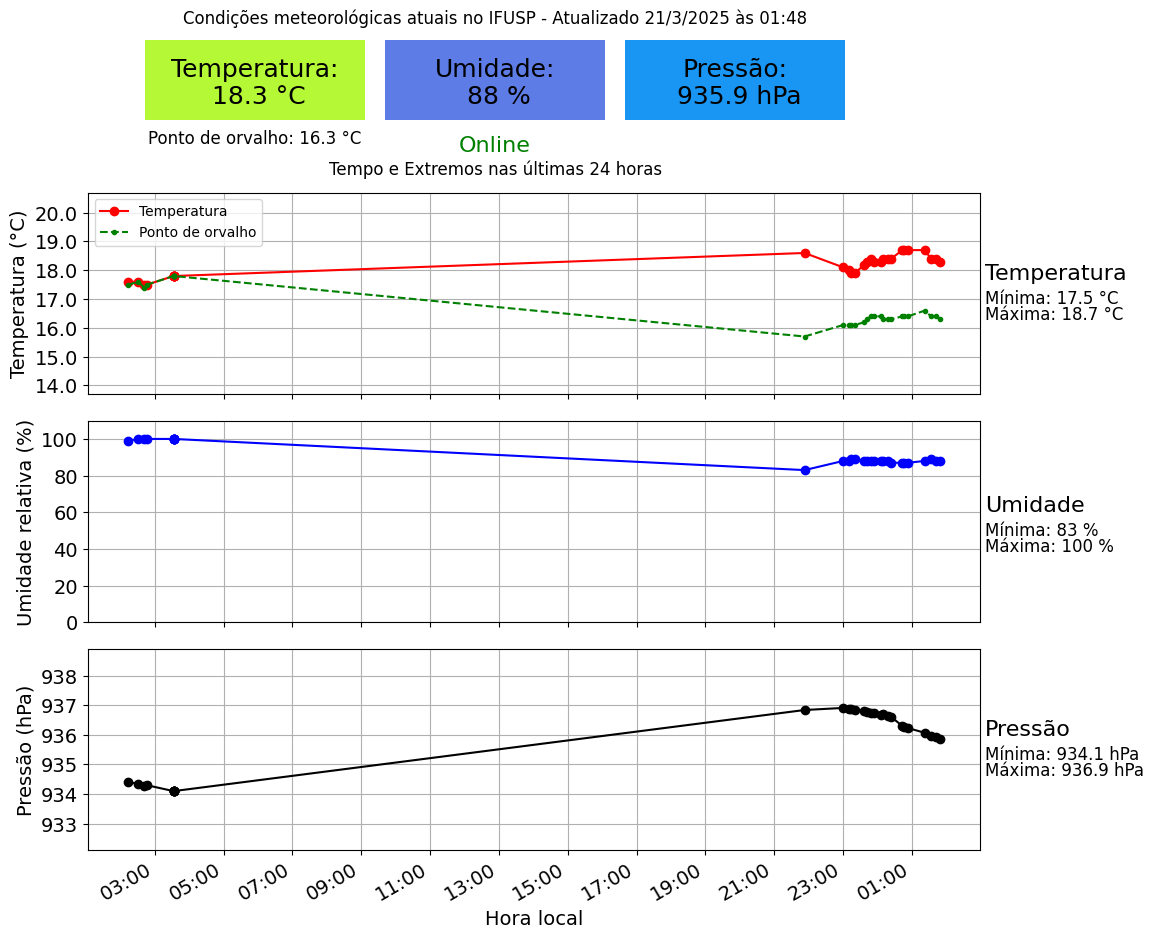 Condições meteorológicas atuais no IFUSP - Atualizado 21/3/2025 às 01:48
Temperatura:
18.3 °C
Umidade:
88 %
Pressão:
935.9 hPa
Ponto de orvalho: 16.3 °C
Online
Tempo e Extremos nas últimas 24 horas
Temperatura (°C)
20.0
19.0
18.0
17.0
16.0
15.0
14.0
Temperatura
Ponto de orvalho
Temperatura
Mínima: 17.5 °C
Máxima: 18.7 °C
Umidade relativa (%)
100
80
60
40
20
0
Umidade
Mínima: 83 %
Máxima: 100 %
Pressão (hPa)
938
937
936
935
934
933
Pressão
Mínima: 934.1 hPa
Máxima: 936.9 hPa
03:00 05:00 07:00 09:00 11:00 13:00 15:00 17:00 19:00 21:00 23:00 01:00
Hora local